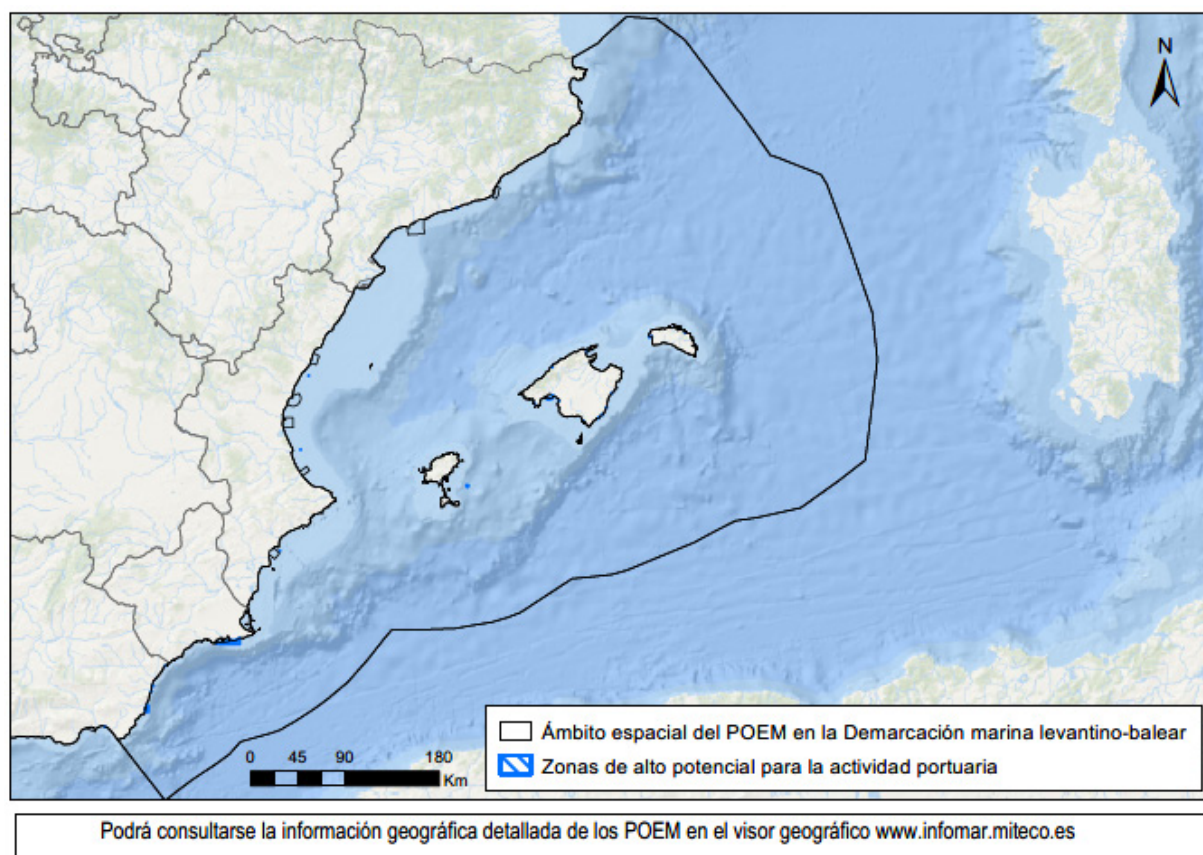 N
Ámbito espacial del POEM en la Demarcación marina levantino-balear
Zonas de alto potencial para la actividad portuaria
0 45 90 180
Km
Podrá consultarse la información geográfica detallada de los POEM en el visor geográfico www.infomar.miteco.es